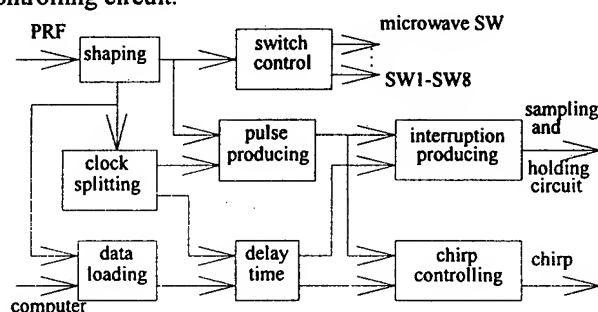 ontrolling circuit.
PRF
shaping
switch
control
microwave SW
SW1-SW8
pulse
producing
interruption
producing
sampling
and
holding
circuit
clock
splitting
data
loading
delay
time
chirp
controlling
chirp
computer